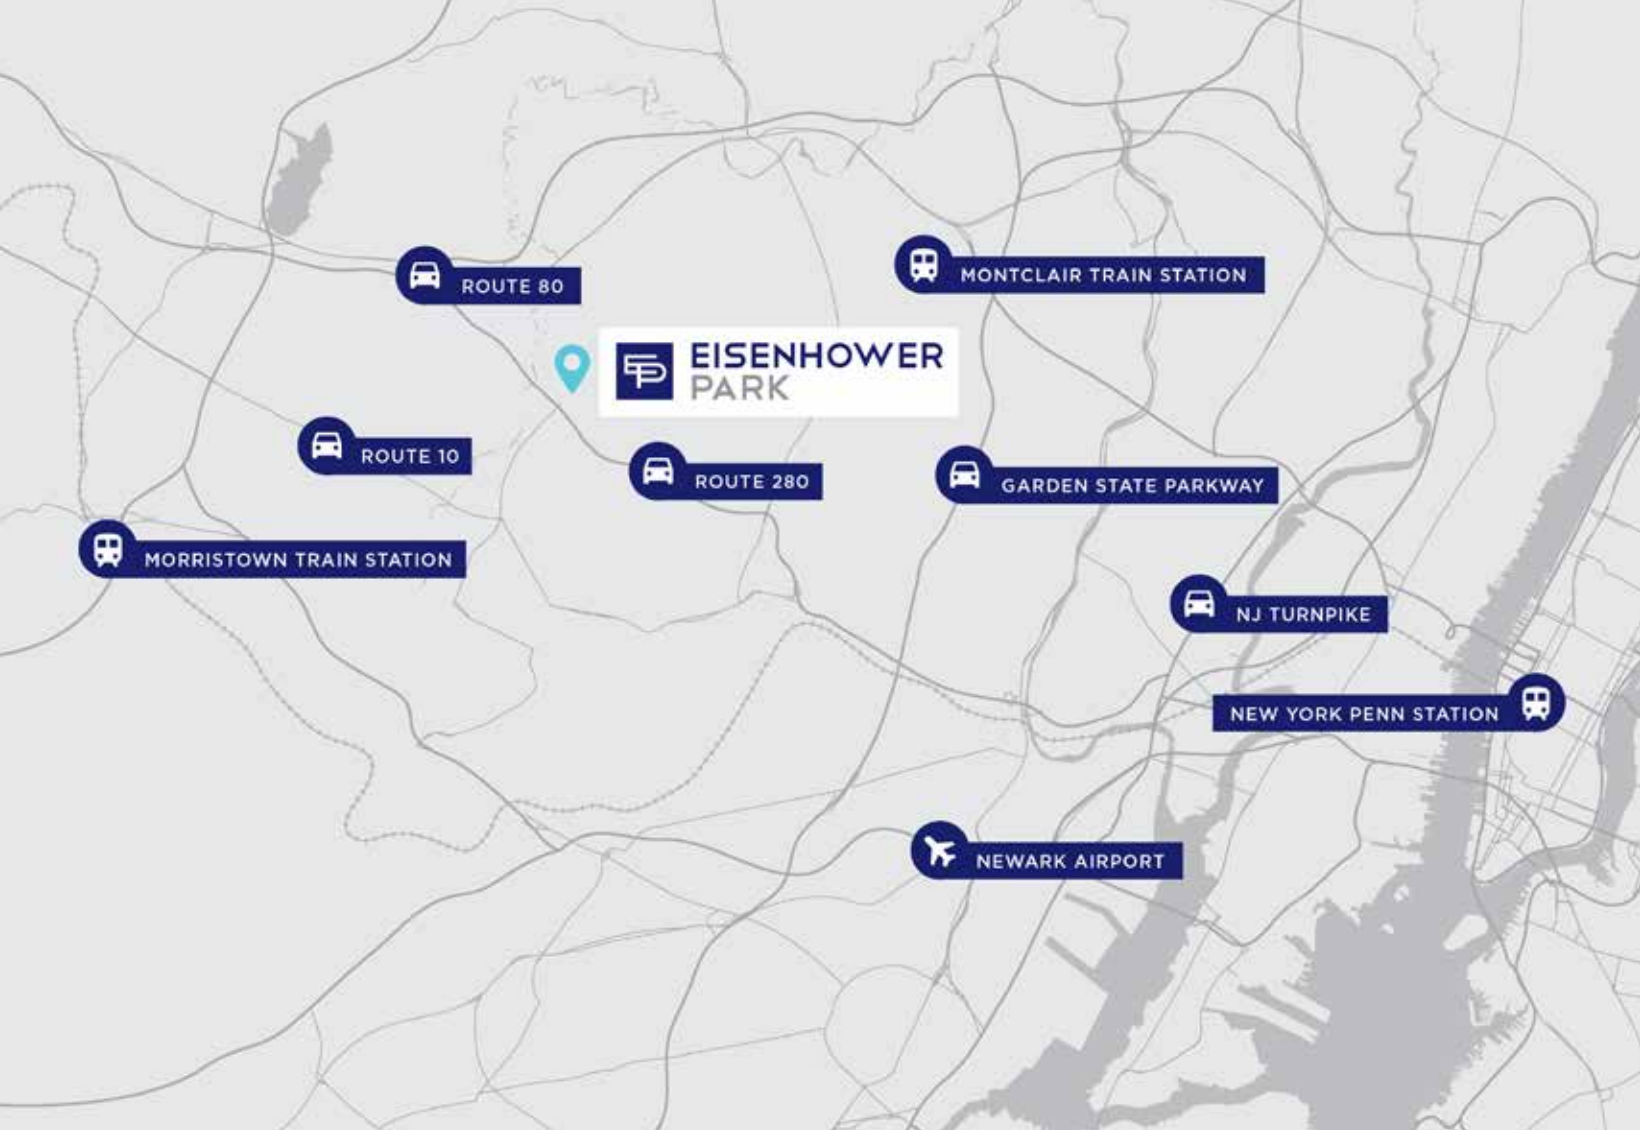 ROUTE 80
MONTCLAIR TRAIN STATION
EP
EISENHOWER
PARK
ROUTE 10
ROUTE 280
GARDEN STATE PARKWAY
MORRISTOWN TRAIN STATION
NJ TURNPIKE
NEW YORK PENN STATION
NEWARK AIRPORT